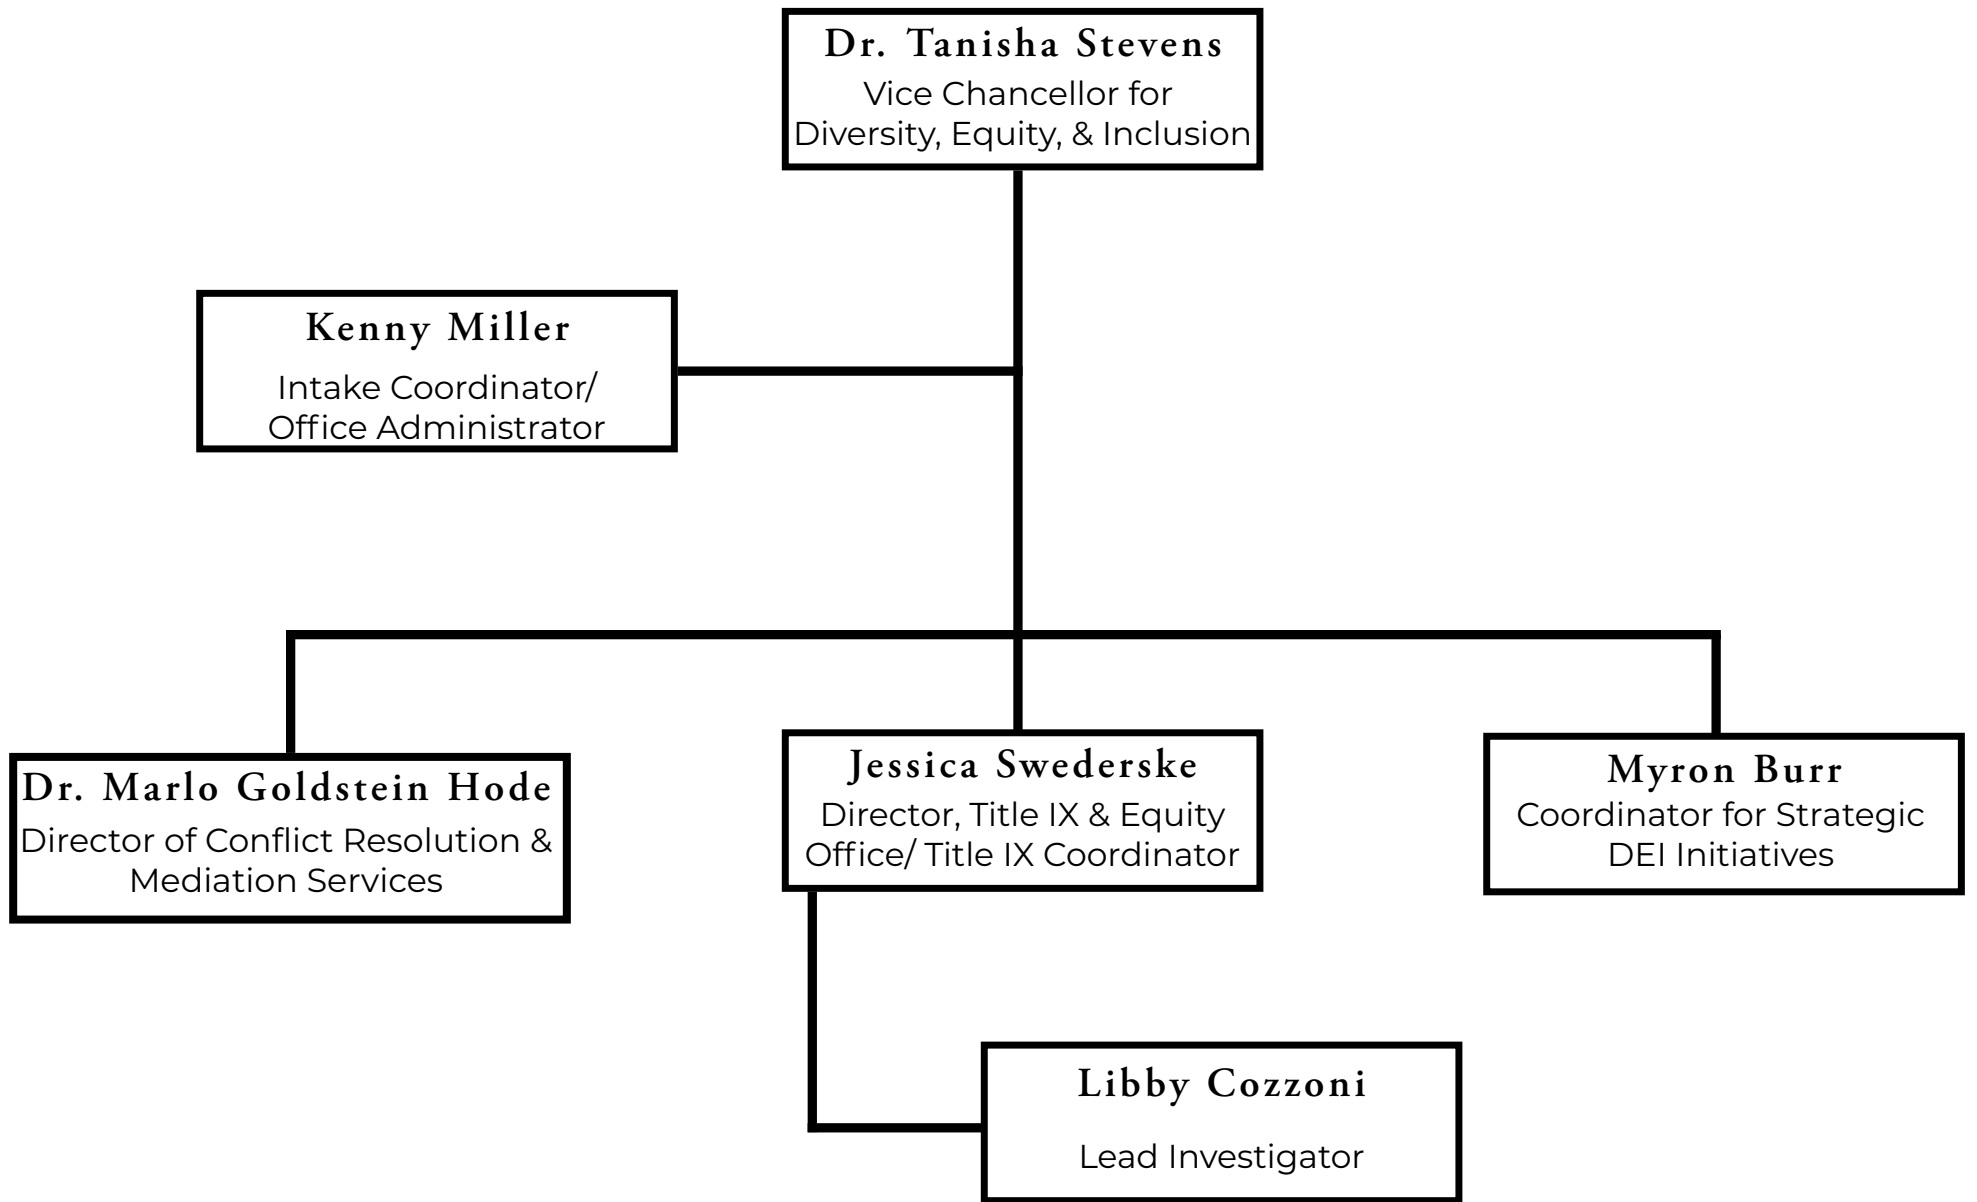 Dr. Tanisha Stevens
Vice Chancellor for
Diversity, Equity, & Inclusion
Kenny Miller
Intake Coordinator/
Office Administrator
Dr. Marlo Goldstein Hode
Director of Conflict Resolution &
Mediation Services
Jessica Swederske
Director, Title IX & Equity
Office/ Title IX Coordinator
Myron Burr
Coordinator for Strategic
DEI Initiatives
Libby Cozzoni
Lead Investigator